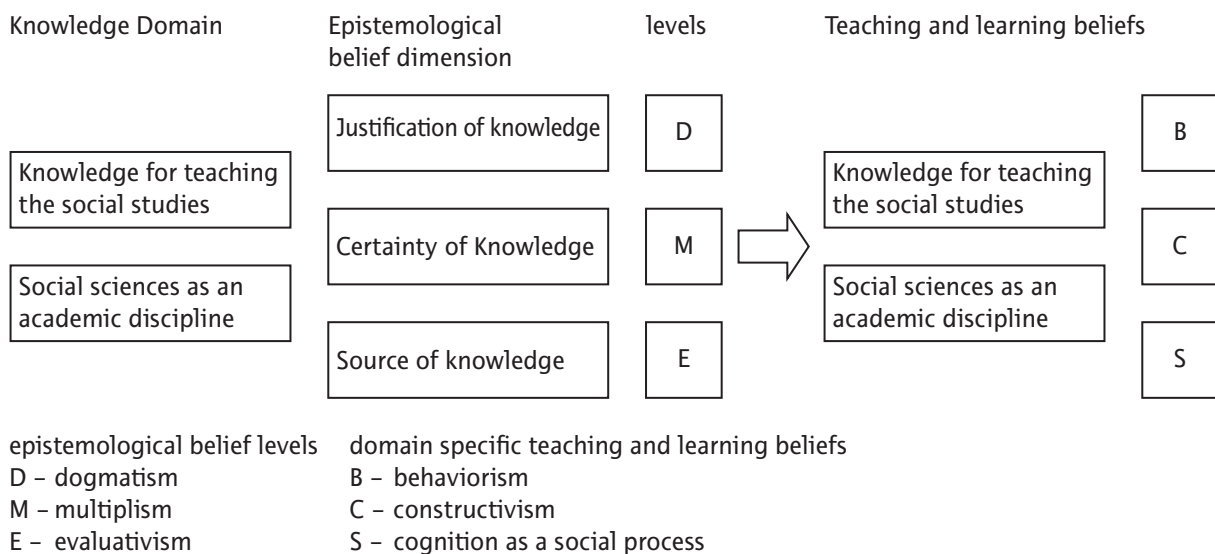 Knowledge Domain
Epistemological
belief dimension
levels
Teaching and learning beliefs
Knowledge for teaching
the social studies
Social sciences as an
academic discipline
Justification of knowledge
Certainty of Knowledge
Source of knowledge
D
M
E
Knowledge for teaching
the social studies
Social sciences as an
academic discipline
B
C
S
epistemological belief levels
D – dogmatism
M – multiplism
E – evaluativism
domain specific teaching and learning beliefs
B – behaviorism
C – constructivism
S – cognition as a social process